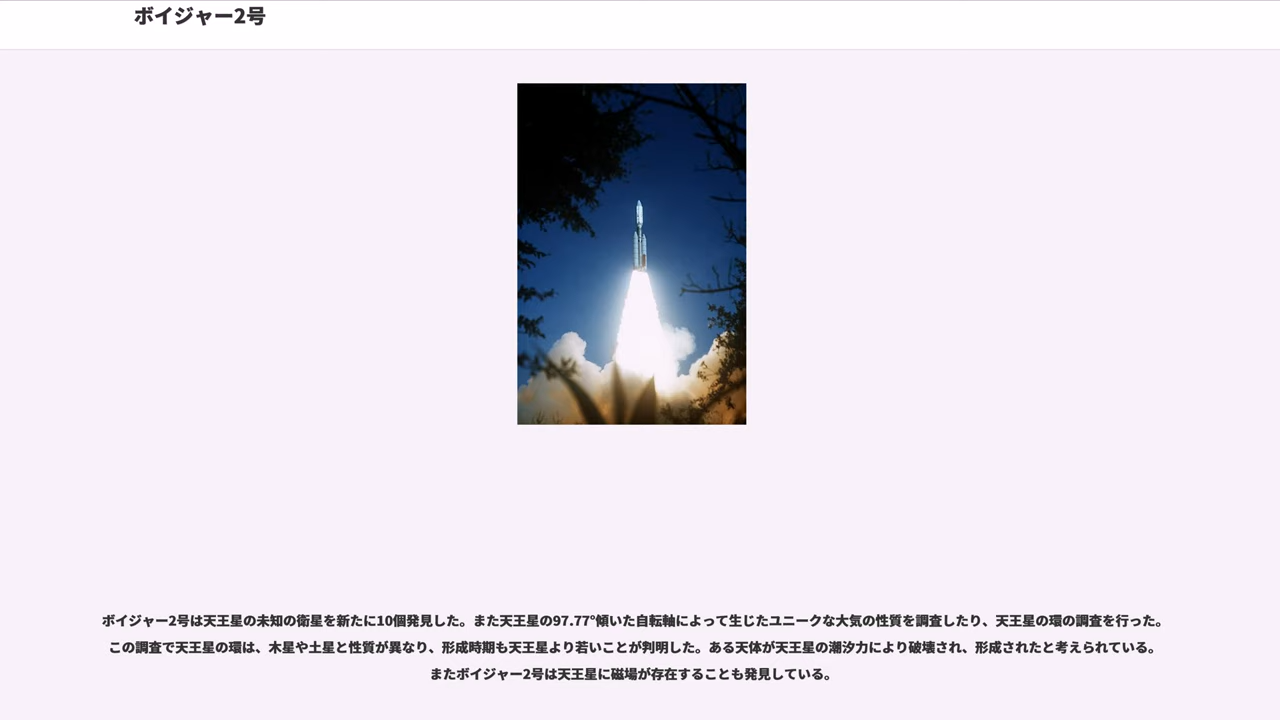 ボイジャー2号
ボイジャー2号は天王星の未知の衛星を新たに10個発見した。また天王星の97.77°傾いた自転軸によって生じたユニークな大気の性質を調査したり、天王星の環の調査を行った。
この調査で天王星の環は、木星や土星と性質が異なり、形成時期も天王星より若いことが判明した。ある天体が天王星の潮汐力により破壊され、形成されたと考えられている。
またボイジャー2号は天王星に磁場が存在することも発見している。